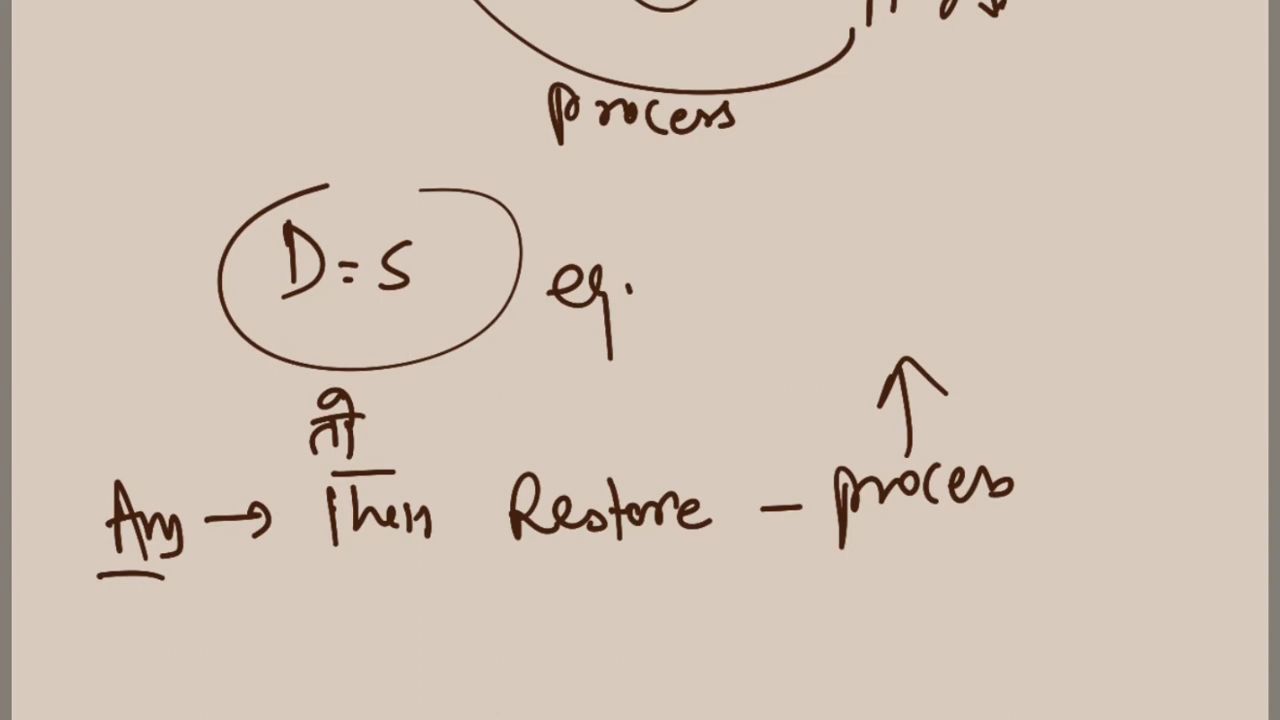 process
D = S eq.
तो
Any → Then Restore – process